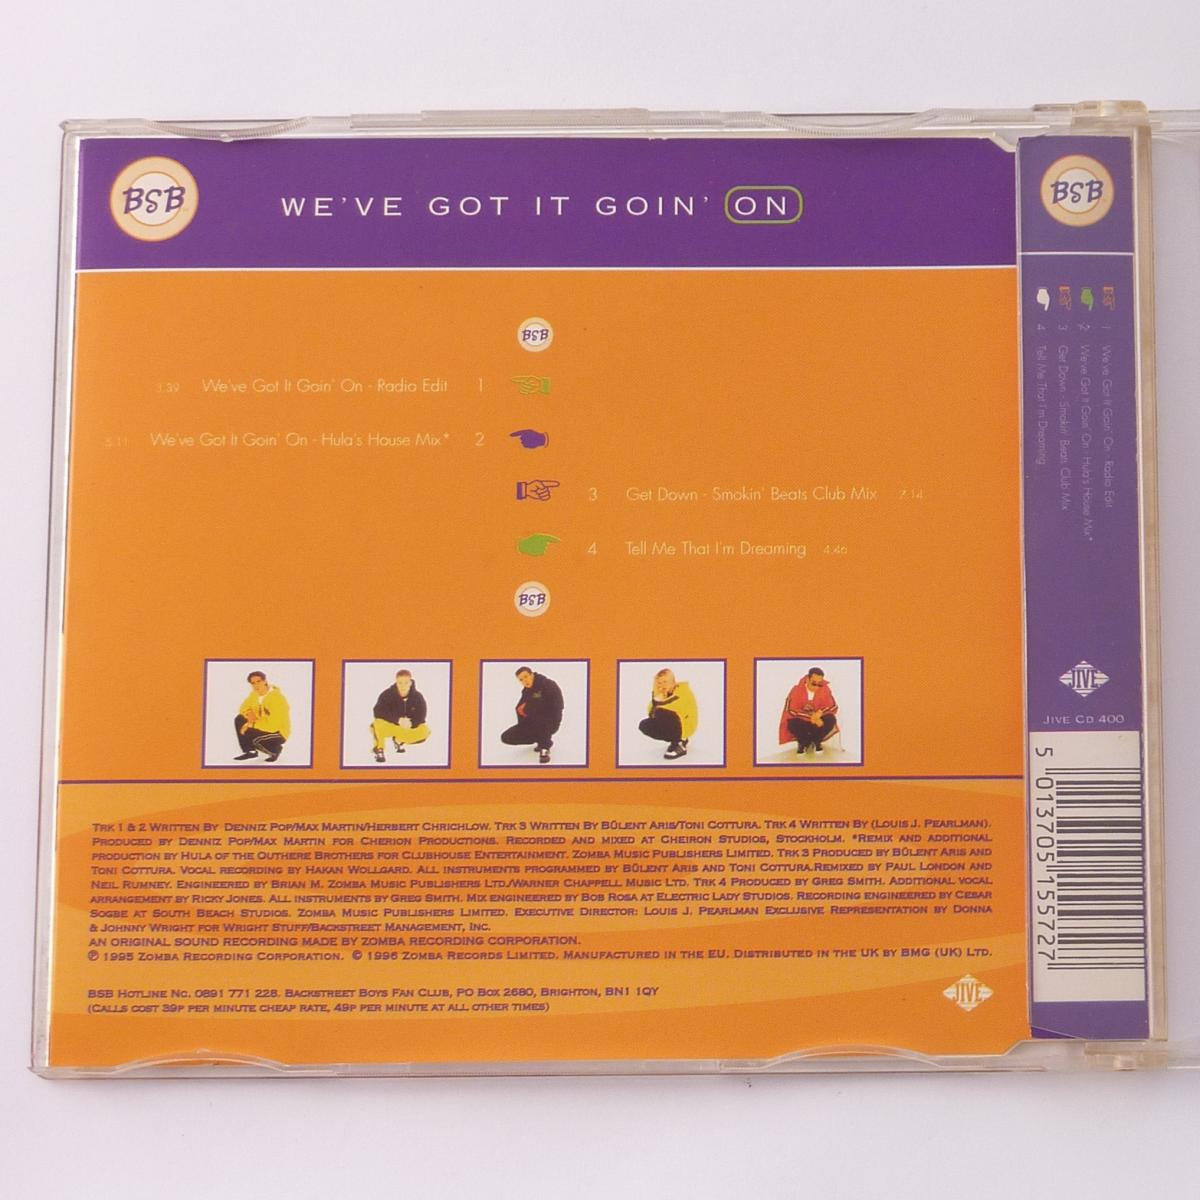 BSB
WE'VE GOT IT GOIN' ON
BSB
3.39 We've Got It Goin' On - Radio Edit 1
5.11 We've Got It Goin' On - Hula's House Mix* 2
3 Get Down - Smokin' Beats Club Mix 7.14
4 Tell Me That I'm Dreaming 4.46
BSB
TRK 1 & 2 WRITTEN BY DENNIZ POP/MAX MARTIN/HERBERT CHRICHLOW. TRK 3 WRITTEN BY BÜLENT ARIS/TONI COTTURA. TRK 4 WRITTEN BY (LOUIS J. PEARLMAN).
PRODUCED BY DENNIZ POP/MAX MARTIN FOR CHERION PRODUCTIONS. RECORDED AND MIXED AT CHEIRON STUDIOS, STOCKHOLM. *REMIX AND ADDITIONAL
PRODUCTION BY HULA OF THE OUTHERE BROTHERS FOR CLUBHOUSE ENTERTAINMENT. ZOMBA MUSIC PUBLISHERS LIMITED. TRK 3 PRODUCED BY BÜLENT ARIS AND
TONI COTTURA. VOCAL RECORDING BY HAKAN WOLLGARD. ALL INSTRUMENTS PROGRAMMED BY BÜLENT ARIS AND TONI COTTURA.REMIXED BY PAUL LONDON AND
NEIL RUMNEY. ENGINEERED BY BRIAN M. ZOMBA MUSIC PUBLISHERS LTD/WARNER CHAPPELL MUSIC LTD. TRK 4 PRODUCED BY GREG SMITH. ADDITIONAL VOCAL
ARRANGEMENT BY RICKY JONES. ALL INSTRUMENTS BY GREG SMITH. MIX ENGINEERED BY BOB ROSA AT ELECTRIC LADY STUDIOS. RECORDING ENGINEERED BY CESAR
SOGBE AT SOUTH BEACH STUDIOS. ZOMBA MUSIC PUBLISHERS LIMITED. EXECUTIVE DIRECTOR: LOUIS J. PEARLMAN EXCLUSIVE REPRESENTATION BY DONNA
& JOHNNY WRIGHT FOR WRIGHT STUFF/BACKSTREET MANAGEMENT, INC.
AN ORIGINAL SOUND RECORDING MADE BY ZOMBA RECORDING CORPORATION.
℗ 1995 ZOMBA RECORDING CORPORATION. © 1996 ZOMBA RECORDS LIMITED. MANUFACTURED IN THE EU. DISTRIBUTED IN THE UK BY BMG (UK) LTD.
BSB HOTLINE NO. 0891 771 228. BACKSTREET BOYS FAN CLUB, PO BOX 2680, BRIGHTON, BN1 1QY
(CALLS COST 39P PER MINUTE CHEAP RATE, 49P PER MINUTE AT ALL OTHER TIMES)
JIVE
BSB
1 We've Got It Goin' On - Radio Edit
2 We've Got It Goin' On - Hula's House Mix*
3 Get Down - Smokin' Beats Club Mix
4 Tell Me That I'm Dreaming
JIVE
JIVE CD 400
5 013705 155727